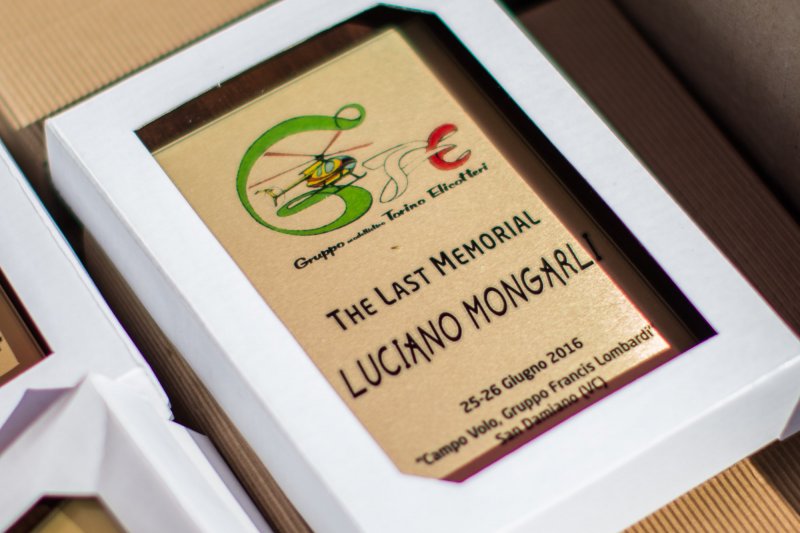 GTE
Gruppo modellistico Torino Elicotteri
THE LAST MEMORIAL
LUCIANO MONGARLI
25-26 Giugno 2016
"Campo Volo, Gruppo Francis Lombardi"
San Damiano (VC)